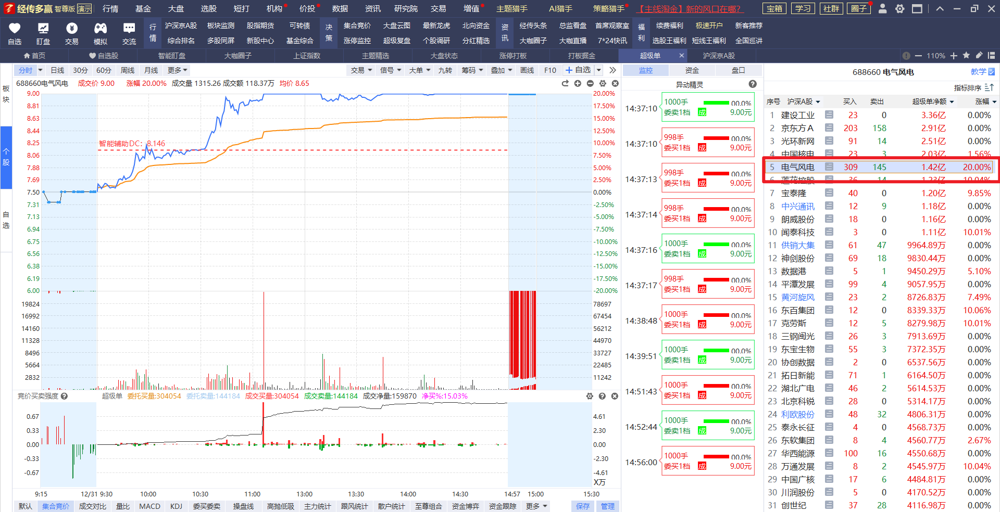 经传多赢 智尊版 演示 行情 基金 大盘 选股 短打 机构 价投 数据 资讯 研究院 交易 增值 主题猎手 AI猎手 策略猎手 【主线淘金】新的风口在哪？ 宝箱 学习 社群 圈子
自选 盯盘 交易 模拟 交流
行情 沪深京A股 板块监测 股指期货 可转债 决策 集合竞价 大盘云图 最新龙虎 北向资金 资讯 经传头条 总监看盘 首席观察室 福利 续费福利 极速开户 新客推荐
综合排名 多股同屏 新股中心 基金综合 涨停监控 超级复盘 个股调研 分红精选 大咖圈子 大咖直播 7*24快讯 选股王福利 短线王福利 全国巡讲
首页 自选股 智能盯盘 大咖圈子 上证指数 主题精选 大盘状态 涨停打板 打板掘金 超级单 × 沪深京A股 110%
板块
个股
自选
分时 日线 30分 60分 周线 月线 更多 交易 信号 大单 九转 筹码 叠加 画线 F10 +自选
688660电气风电 成交价 9.00 涨幅 20.00% 成交量 1315.26 成交额 118.37万 均价 8.65
9.00 20.00%
8.81 17.50%
8.63 15.00%
8.44 12.50%
8.25 10.00%
8.06 7.50%
7.88 5.00%
7.69 2.50%
7.50 0.00%
7.31 -2.50%
7.13 -5.00%
6.94 -7.50%
6.75 -10.00%
6.56 -12.50%
6.38 -15.00%
6.19 -17.50%
6.00 -20.00%
智能辅助DC: 8.146
19824 78697
16992 67454
14160 56212
11328 44970
8496 33727
5664 22485
2832 11242
竞价买卖强度 超级单 委托买量:304054 委托卖量:144184 成交买量:304054 成交卖量:144184 成交净量:159870 净买%:15.03%
0.67 4.61
0.33 2.30
0.00 0.00
-0.33 -2.30
-0.67 -4.61
X万
9:15 12/31 9:30 10:00 10:30 11:00 13:00 13:30 14:00 14:30 14:57 15:00 15:30
默认 集合竞价 成交对比 量比 MACD KDJ 委买委卖 操盘线 高抛低吸 主力统计 跟风统计 散户统计 至尊组合 资金博弈 资金跟踪 更多 保存 管理
监控 资金 盘口
异动精灵
14:37:10 1000手 00.0%
委卖1档 成 9.00元
14:37:10 998手 00.0%
委买1档 成 9.00元
14:37:13 998手 00.0%
委买1档 成 9.00元
14:37:14 998手 00.0%
委买1档 成 9.00元
14:37:16 1000手 00.0%
委卖1档 成 9.00元
14:37:17 998手 00.0%
委买1档 成 9.00元
14:38:48 1000手 00.0%
委买1档 成 9.00元
14:39:51 1000手 00.0%
委卖1档 成 9.00元
14:51:43 1000手 00.0%
委买1档 成 9.00元
14:52:44 1000手 00.0%
委卖1档 成 9.00元
14:56:00 1000手 00.0%
委买1档 成 9.00元
688660 电气风电 教学
指标排序
序号 沪深A股 买入 卖出 超级单净额 涨幅
1 建设工业 23 0 3.36亿 0.00%
2 京东方A 203 158 2.91亿 0.00%
3 光环新网 91 14 2.51亿 0.00%
4 中国核电 23 3 2.03亿 1.56%
5 电气风电 309 145 1.42亿 20.00%
6 莲花控股 36 14 1.23亿 10.04%
7 宝泰隆 40 0 1.20亿 9.85%
8 中兴通讯 12 9 1.18亿 0.00%
9 朗威股份 18 0 1.16亿 0.00%
10 闻泰科技 3 0 1.11亿 10.01%
11 供销大集 61 47 9964.89万 0.00%
12 神剑股份 69 18 9830.44万 0.00%
13 数据港 5 1 9450.29万 5.10%
14 平潭发展 99 4 9057.95万 0.00%
15 黄河旋风 23 2 8726.83万 7.49%
16 东百集团 12 0 8339.33万 10.06%
17 克劳斯 12 5 8279.98万 10.01%
18 三钢闽光 26 3 7913.69万 0.00%
19 东宝生物 55 3 7372.35万 0.00%
20 协创数据 2 0 6537.56万 0.00%
21 拓日新能 71 1 6164.50万 0.00%
22 湖北广电 46 2 5614.53万 0.00%
23 北京科锐 28 0 5314.17万 0.00%
24 利欧股份 48 32 4806.31万 0.00%
25 泰永长征 4 0 4568.73万 0.00%
26 东软集团 8 4 4560.77万 2.67%
27 华西能源 100 16 4550.68万 0.00%
28 万通发展 8 2 4545.97万 10.04%
29 中国广核 17 6 4484.81万 0.00%
30 川润股份 5 0 4170.52万 0.00%
31 创世纪 37 28 4116.98万 0.00%